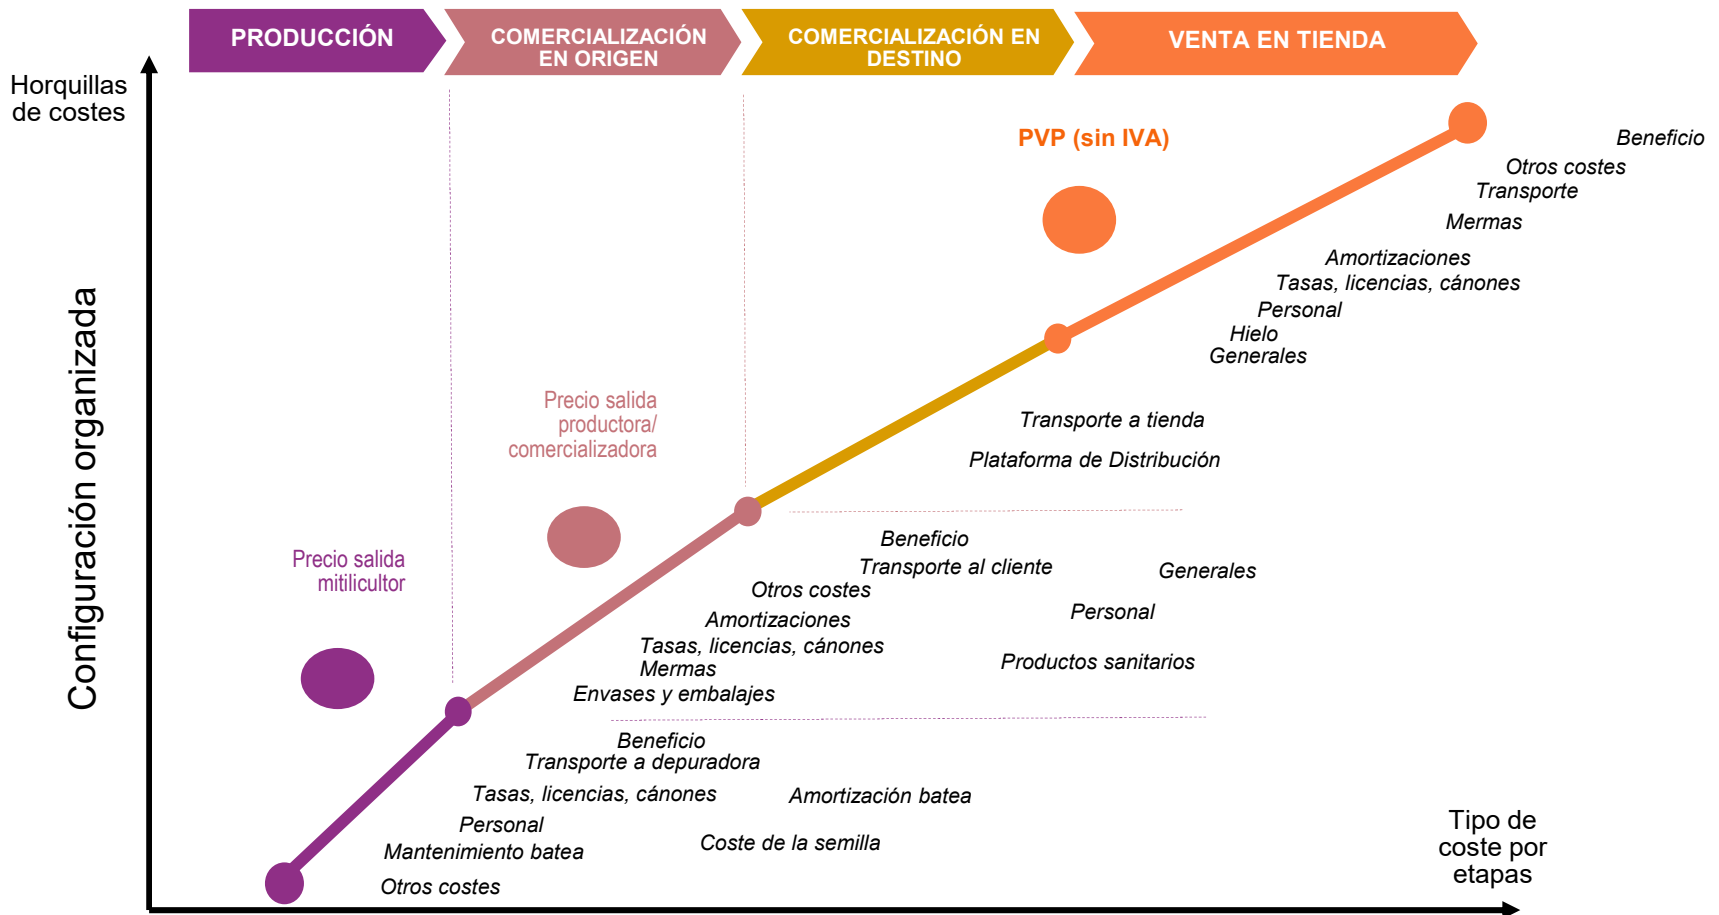 PRODUCCIÓN
COMERCIALIZACIÓN
EN ORIGEN
COMERCIALIZACIÓN EN
DESTINO
VENTA EN TIENDA
Horquillas
de costes
Configuración organizada
PVP (sin IVA)
Beneficio
Otros costes
Transporte
Mermas
Amortizaciones
Tasas, licencias, cánones
Personal
Hielo
Generales
Precio salida
productora/
comercializadora
Transporte a tienda
Plataforma de Distribución
Precio salida
mitilicultor
Beneficio
Transporte al cliente
Otros costes
Amortizaciones
Tasas, licencias, cánones
Mermas
Envases y embalajes
Generales
Personal
Productos sanitarios
Beneficio
Transporte a depuradora
Tasas, licencias, cánones
Personal
Mantenimiento batea
Otros costes
Amortización batea
Coste de la semilla
Tipo de
coste por
etapas